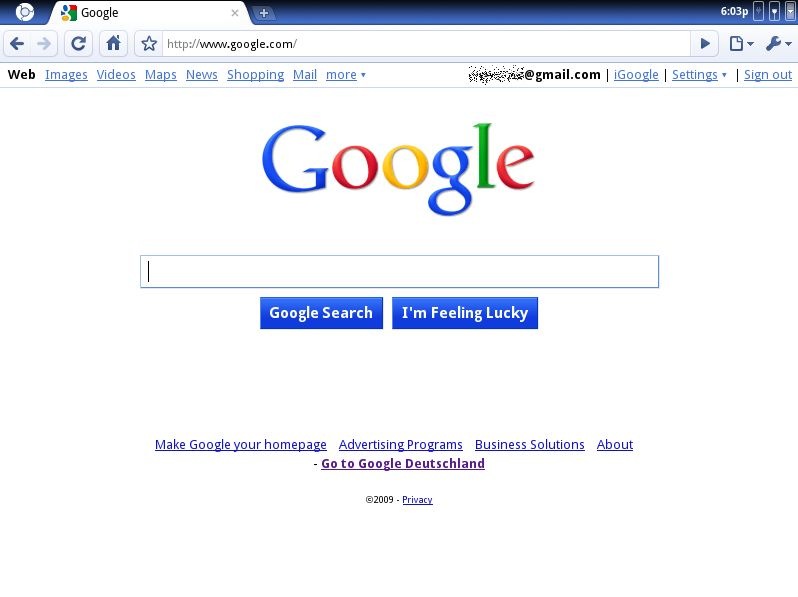 Google
6:03p
http://www.google.com/
Web Images Videos Maps News Shopping Mail more @gmail.com | iGoogle | Settings | Sign out
Google
Google Search I'm Feeling Lucky
Make Google your homepage Advertising Programs Business Solutions About
- Go to Google Deutschland
©2009 - Privacy